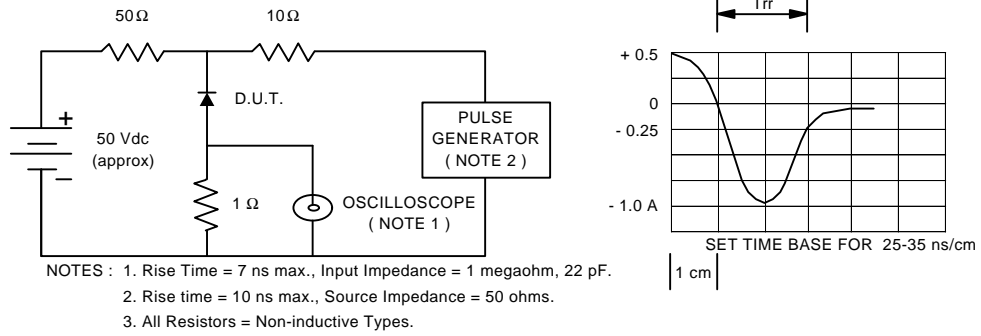 50Ω
10Ω
Trr
+ 0.5
D.U.T.
+
50 Vdc
(approx)
−
PULSE
GENERATOR
( NOTE 2 )
0
- 0.25
1 Ω
OSCILLOSCOPE
( NOTE 1 )
- 1.0 A
SET TIME BASE FOR 25-35 ns/cm
1 cm
NOTES : 1. Rise Time = 7 ns max., Input Impedance = 1 megaohm, 22 pF.
2. Rise time = 10 ns max., Source Impedance = 50 ohms.
3. All Resistors = Non-inductive Types.